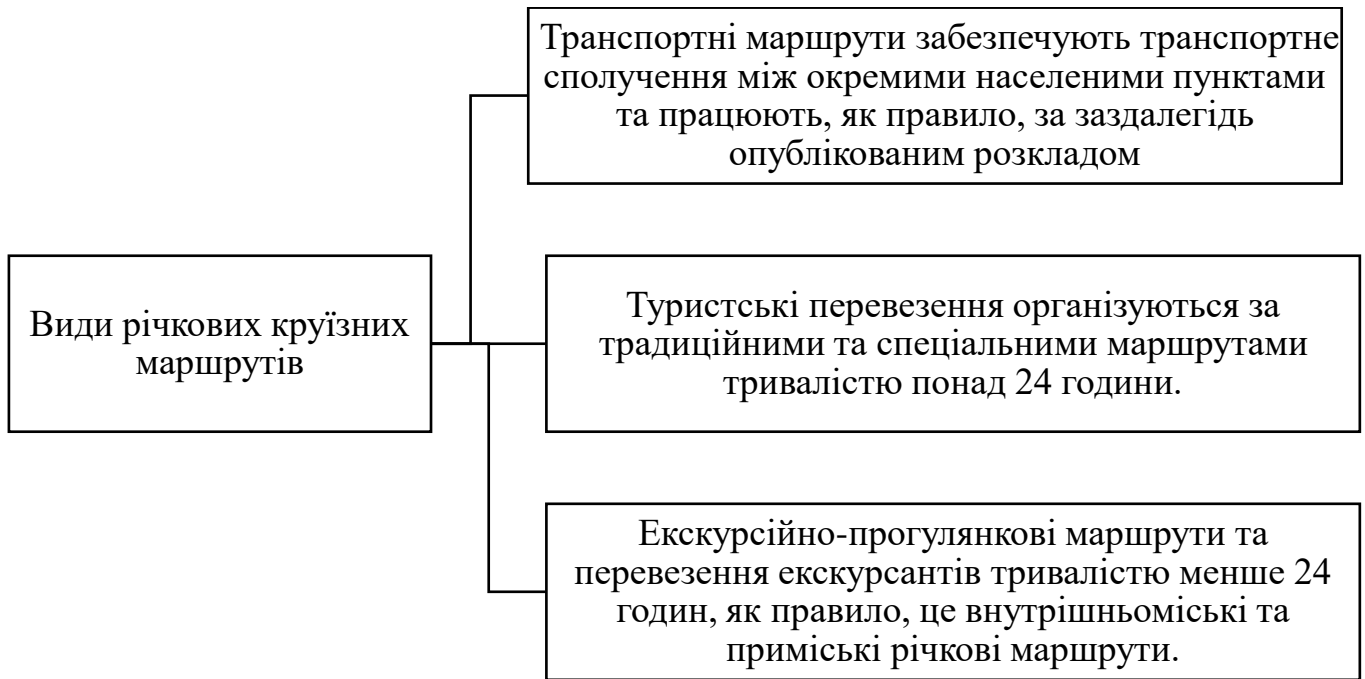 Транспортні маршрути забезпечують транспортне
сполучення між окремими населеними пунктами
та працюють, як правило, за заздалегідь
опублікованим розкладом
Види річкових круїзних
маршрутів
Туристські перевезення організуються за
традиційними та спеціальними маршрутами
тривалістю понад 24 години.
Екскурсійно-прогулянкові маршрути та
перевезення екскурсантів тривалістю менше 24
годин, як правило, це внутрішньоміські та
приміські річкові маршрути.